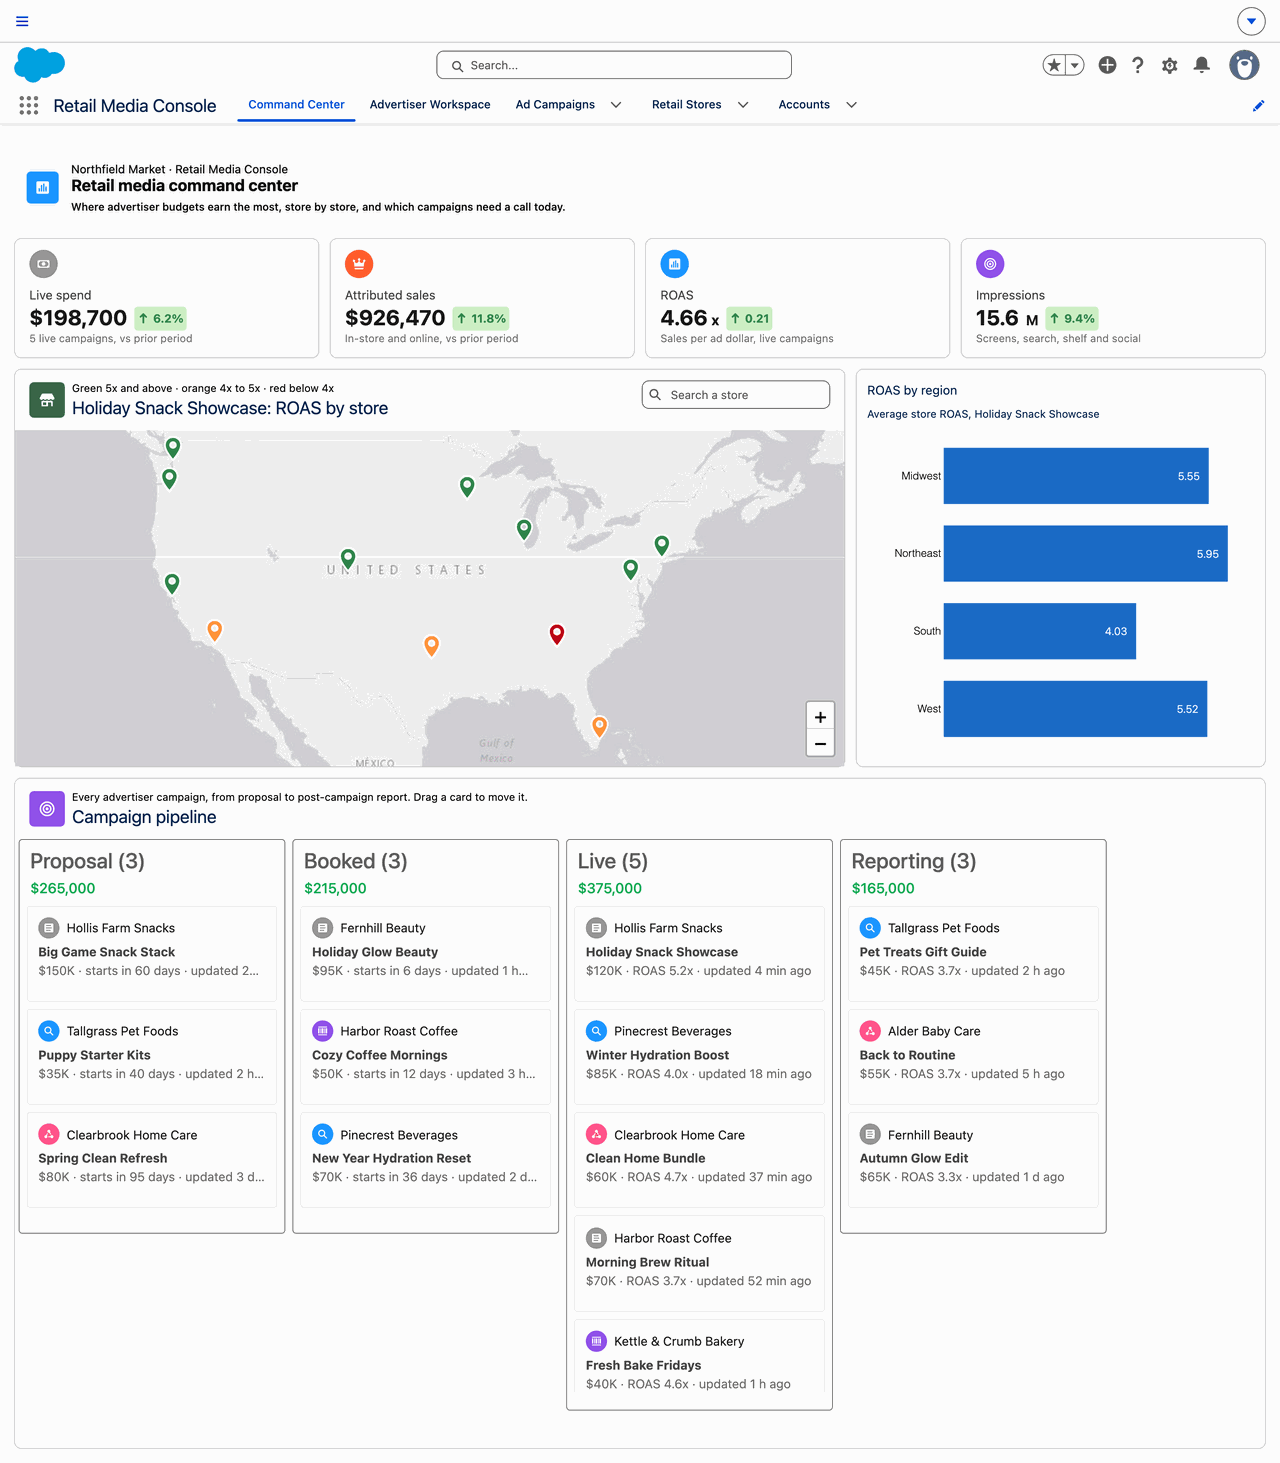 Search...
Retail Media Console
Command Center
Advertiser Workspace
Ad Campaigns
Retail Stores
Accounts
Northfield Market · Retail Media Console
Retail media command center
Where advertiser budgets earn the most, store by store, and which campaigns need a call today.
Live spend
$198,700 ↑ 6.2%
5 live campaigns, vs prior period
Attributed sales
$926,470 ↑ 11.8%
In-store and online, vs prior period
ROAS
4.66 x ↑ 0.21
Sales per ad dollar, live campaigns
Impressions
15.6 M ↑ 9.4%
Screens, search, shelf and social
Green 5x and above · orange 4x to 5x · red below 4x
Holiday Snack Showcase: ROAS by store
Search a store
UNITED STATES
Gulf of
Mexico
MÉXICO
+
−
ROAS by region
Average store ROAS, Holiday Snack Showcase
Midwest 5.55
Northeast 5.95
South 4.03
West 5.52
Every advertiser campaign, from proposal to post-campaign report. Drag a card to move it.
Campaign pipeline
Proposal (3)
$265,000
Hollis Farm Snacks
Big Game Snack Stack
$150K · starts in 60 days · updated 2...
Tallgrass Pet Foods
Puppy Starter Kits
$35K · starts in 40 days · updated 2 h...
Clearbrook Home Care
Spring Clean Refresh
$80K · starts in 95 days · updated 3 d...
Booked (3)
$215,000
Fernhill Beauty
Holiday Glow Beauty
$95K · starts in 6 days · updated 1 h...
Harbor Roast Coffee
Cozy Coffee Mornings
$50K · starts in 12 days · updated 3 h...
Pinecrest Beverages
New Year Hydration Reset
$70K · starts in 36 days · updated 2 d...
Live (5)
$375,000
Hollis Farm Snacks
Holiday Snack Showcase
$120K · ROAS 5.2x · updated 4 min ago
Pinecrest Beverages
Winter Hydration Boost
$85K · ROAS 4.0x · updated 18 min ago
Clearbrook Home Care
Clean Home Bundle
$60K · ROAS 4.7x · updated 37 min ago
Harbor Roast Coffee
Morning Brew Ritual
$70K · ROAS 3.7x · updated 52 min ago
Kettle & Crumb Bakery
Fresh Bake Fridays
$40K · ROAS 4.6x · updated 1 h ago
Reporting (3)
$165,000
Tallgrass Pet Foods
Pet Treats Gift Guide
$45K · ROAS 3.7x · updated 2 h ago
Alder Baby Care
Back to Routine
$55K · ROAS 3.7x · updated 5 h ago
Fernhill Beauty
Autumn Glow Edit
$65K · ROAS 3.3x · updated 1 d ago